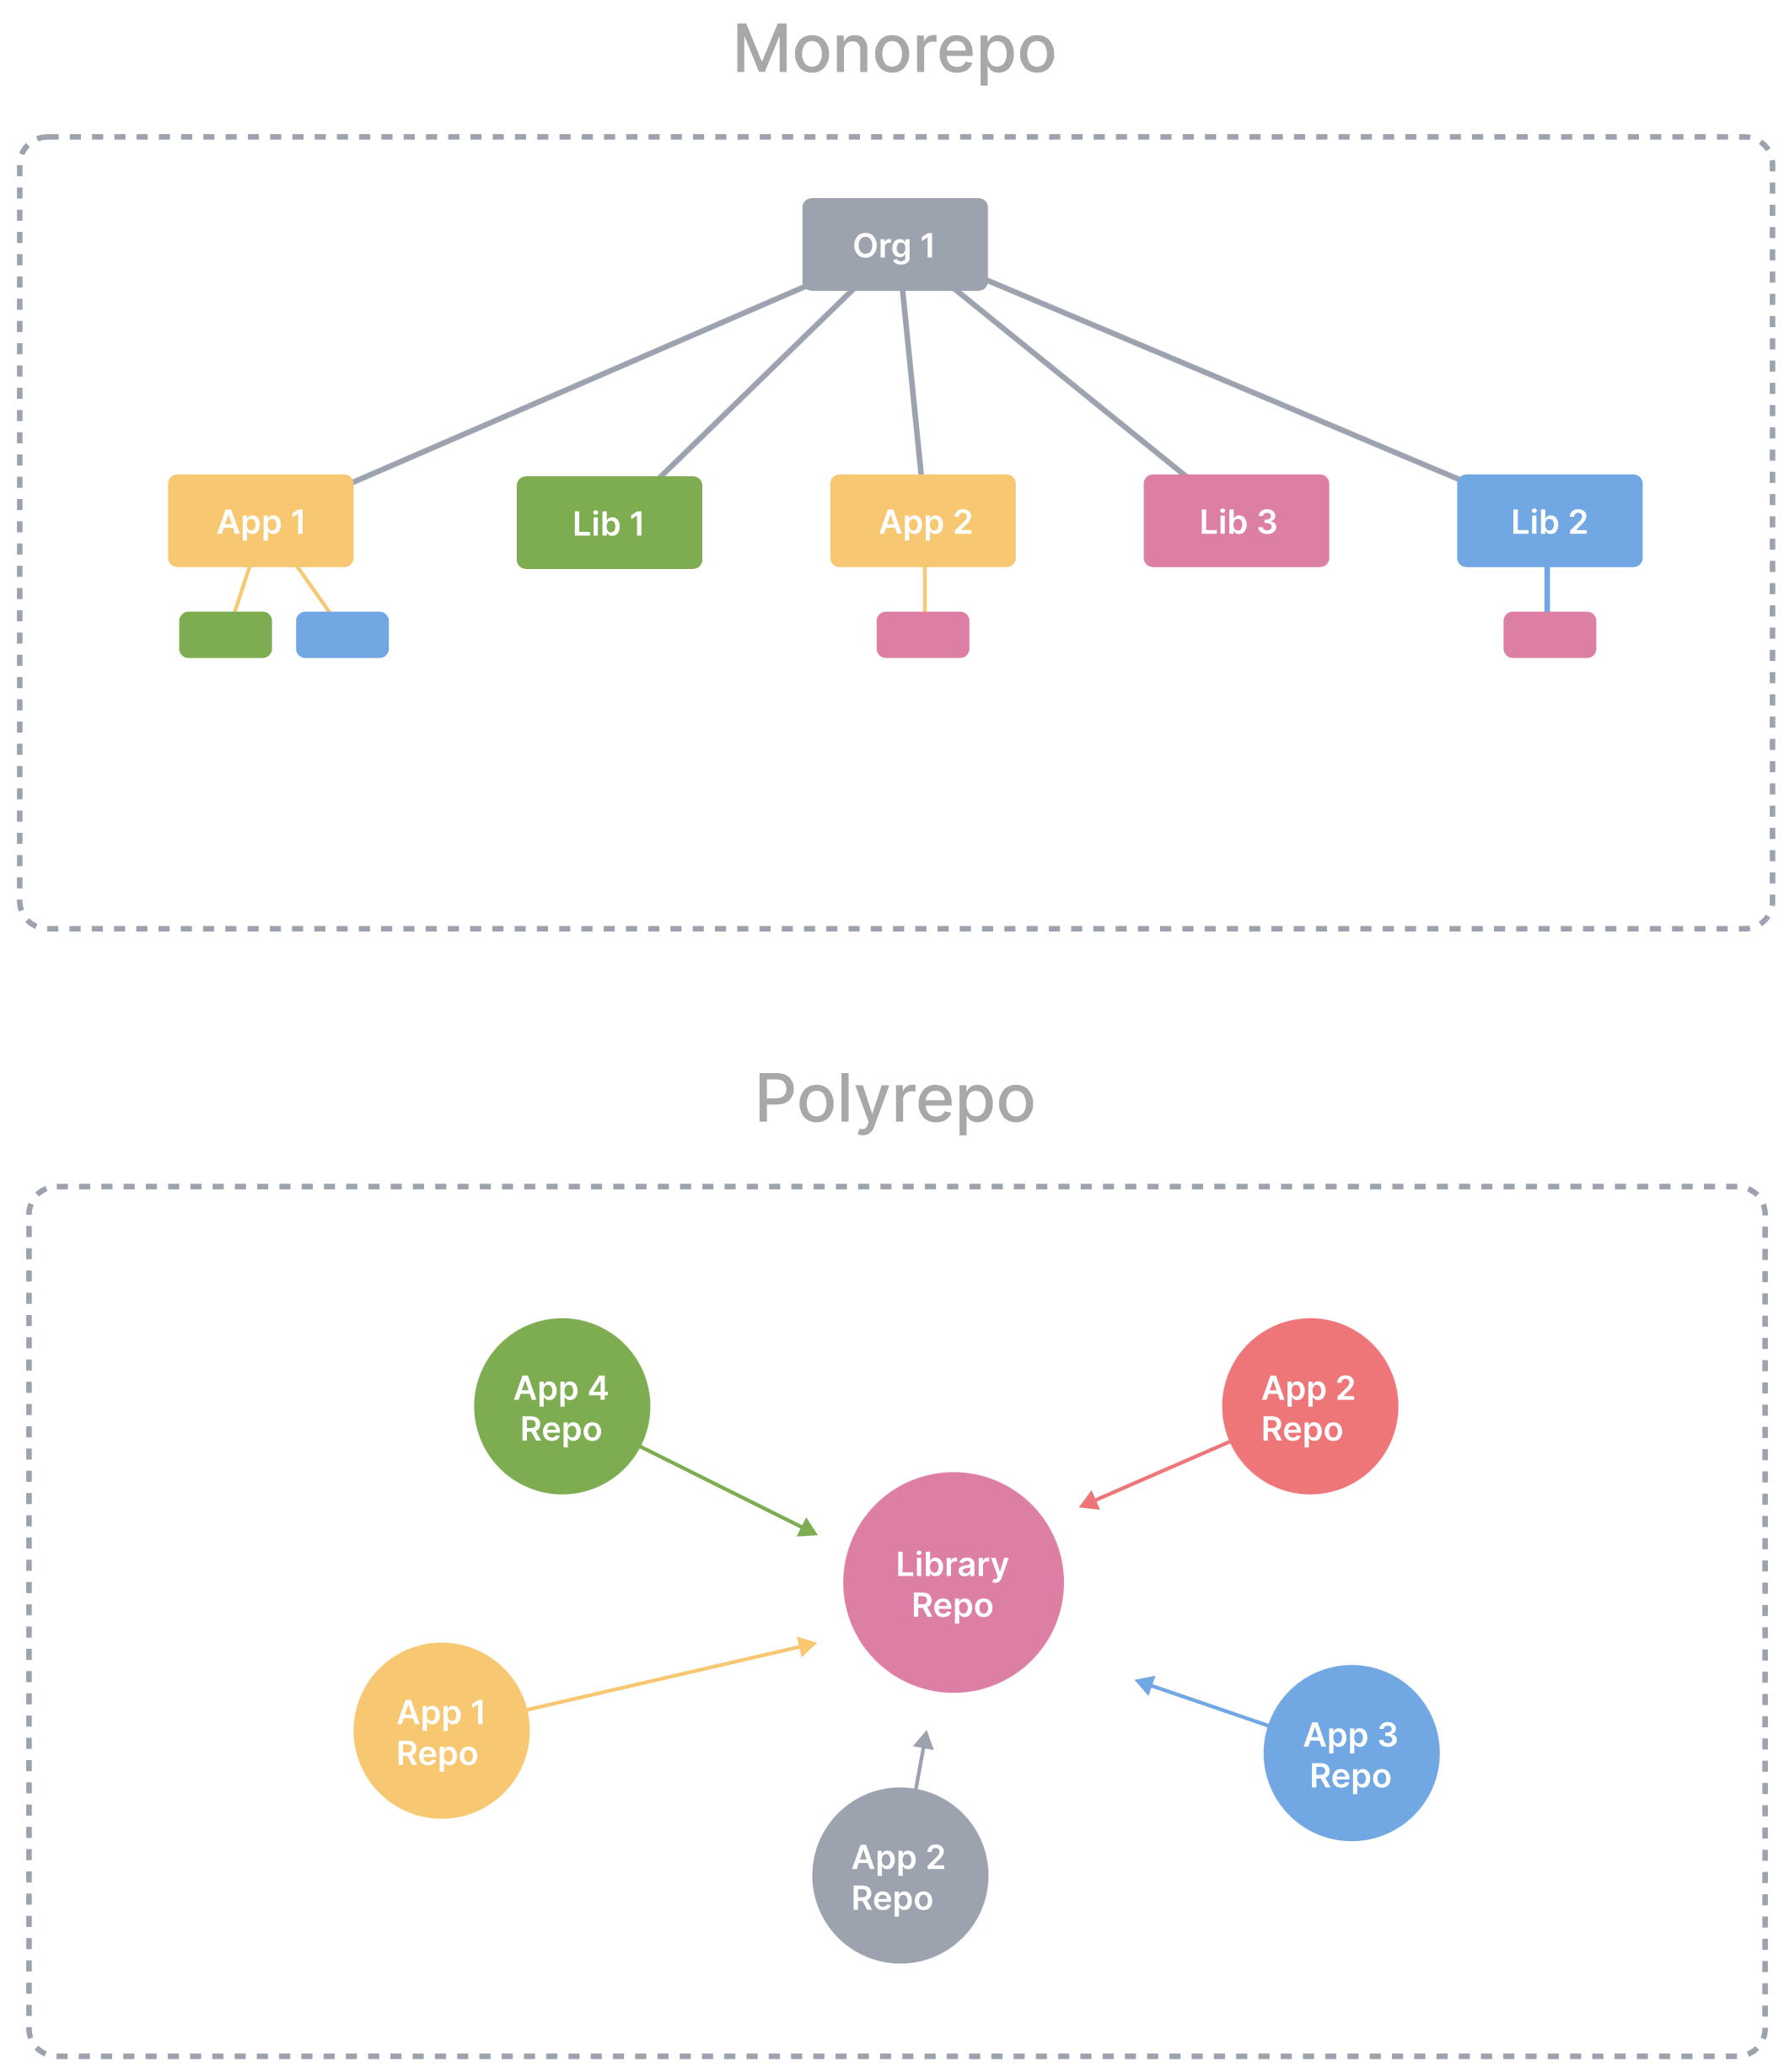 Monorepo
Org 1
App 1
Lib 1
App 2
Lib 3
Lib 2
Polyrepo
App 4
Repo
App 2
Repo
Library
Repo
App 1
Repo
App 3
Repo
App 2
Repo